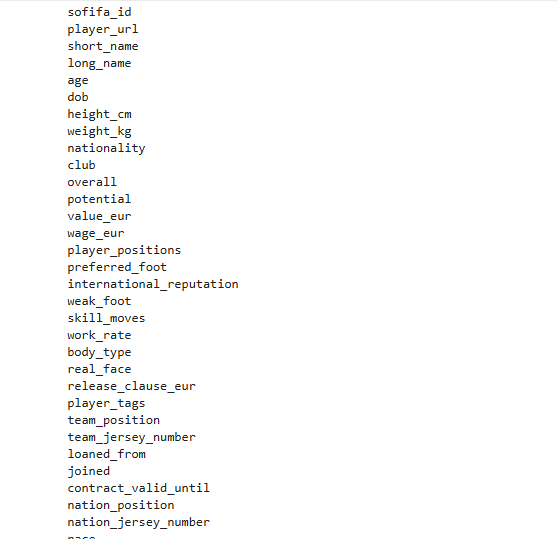 sofifa_id
player_url
short_name
long_name
age
dob
height_cm
weight_kg
nationality
club
overall
potential
value_eur
wage_eur
player_positions
preferred_foot
international_reputation
weak_foot
skill_moves
work_rate
body_type
real_face
release_clause_eur
player_tags
team_position
team_jersey_number
loaned_from
joined
contract_valid_until
nation_position
nation_jersey_number